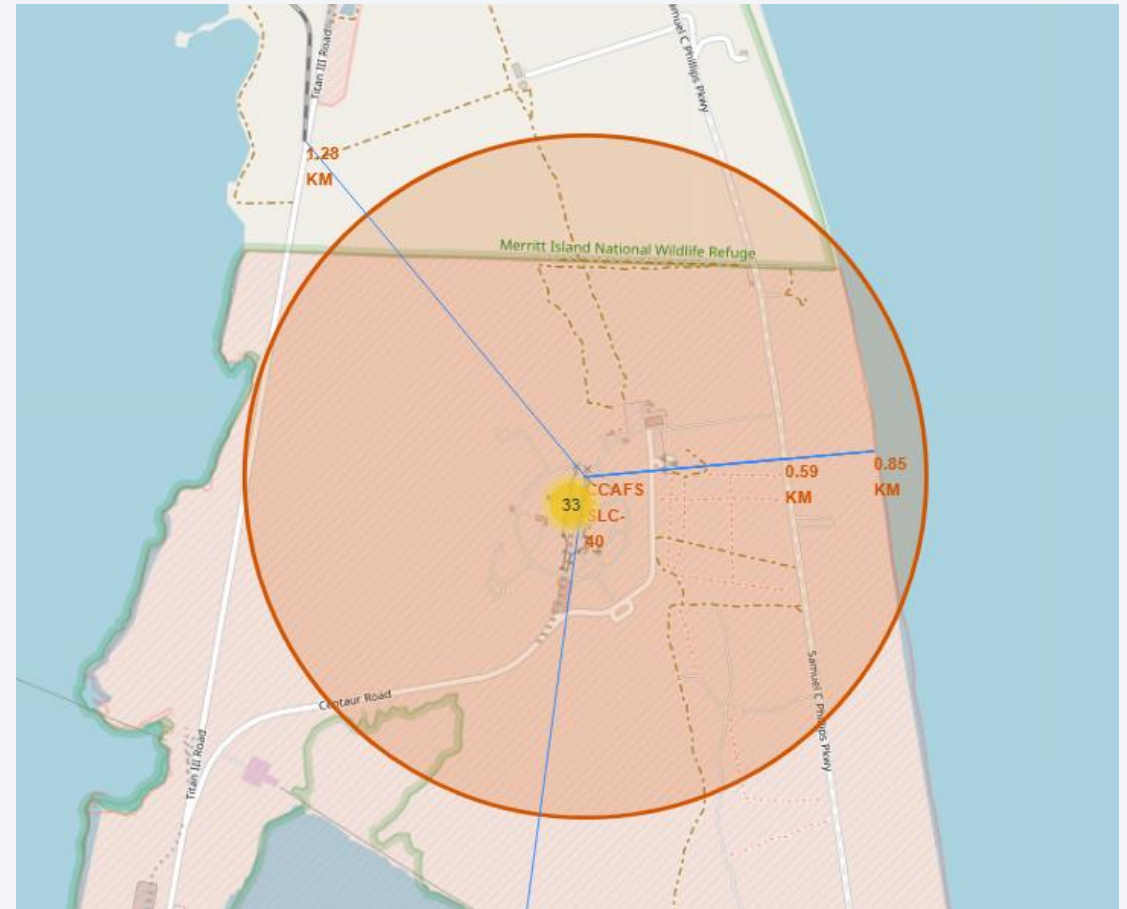 Titan III Road
amuel C Phillips Pkwy
1.28
KM
Merritt Island National Wildlife Refuge
0.59
KM
0.85
KM
33
CCAFS
SLC-
40
Centaur Road
Samuel C Phillips Pkwy
Titan III Road